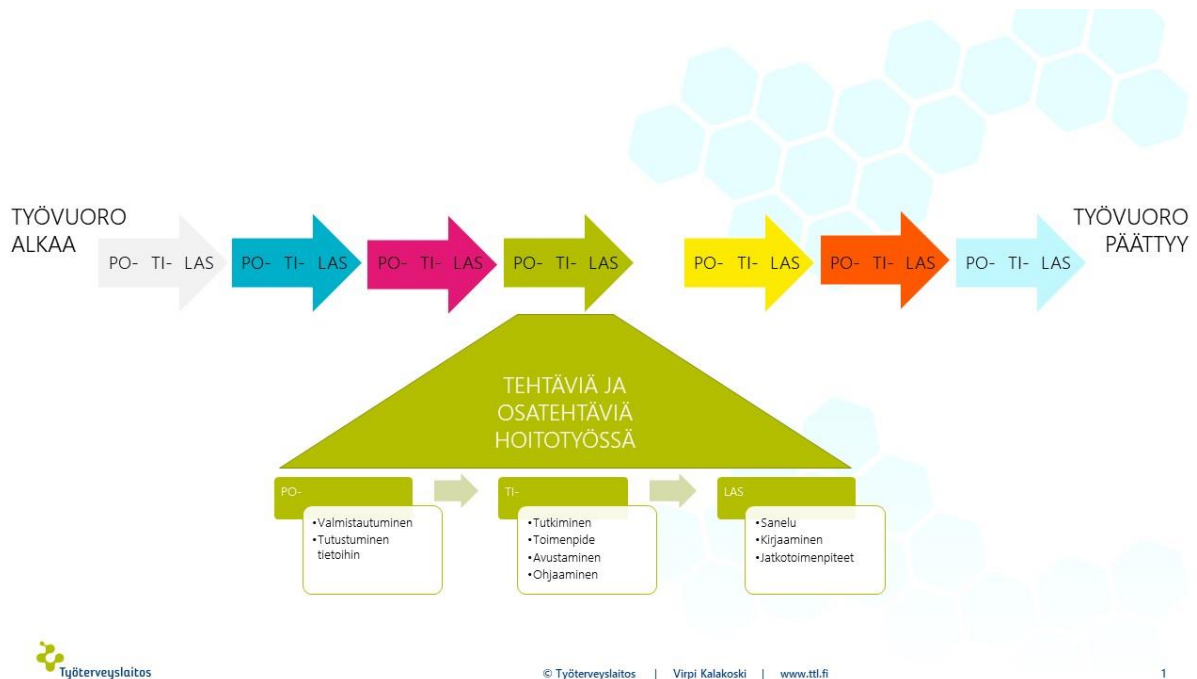 TYÖVUORO
ALKAA
TYÖVUORO
PÄÄTTYY
PO- TI- LAS
PO- TI- LAS
PO- TI- LAS
PO- TI- LAS
PO- TI- LAS
PO- TI- LAS
PO- TI- LAS
TEHTÄVIÄ JA
OSATEHTÄVIÄ
HOITOTYÖSSÄ
PO-
•Valmistautuminen
•Tutustuminen
tietoihin
TI-
•Tutkiminen
•Toimenpide
•Avustaminen
•Ohjaaminen
LAS
•Sanelu
•Kirjaaminen
•Jatkotoimenpiteet
Työterveyslaitos
© Työterveyslaitos | Virpi Kalakoski | www.ttl.fi
1